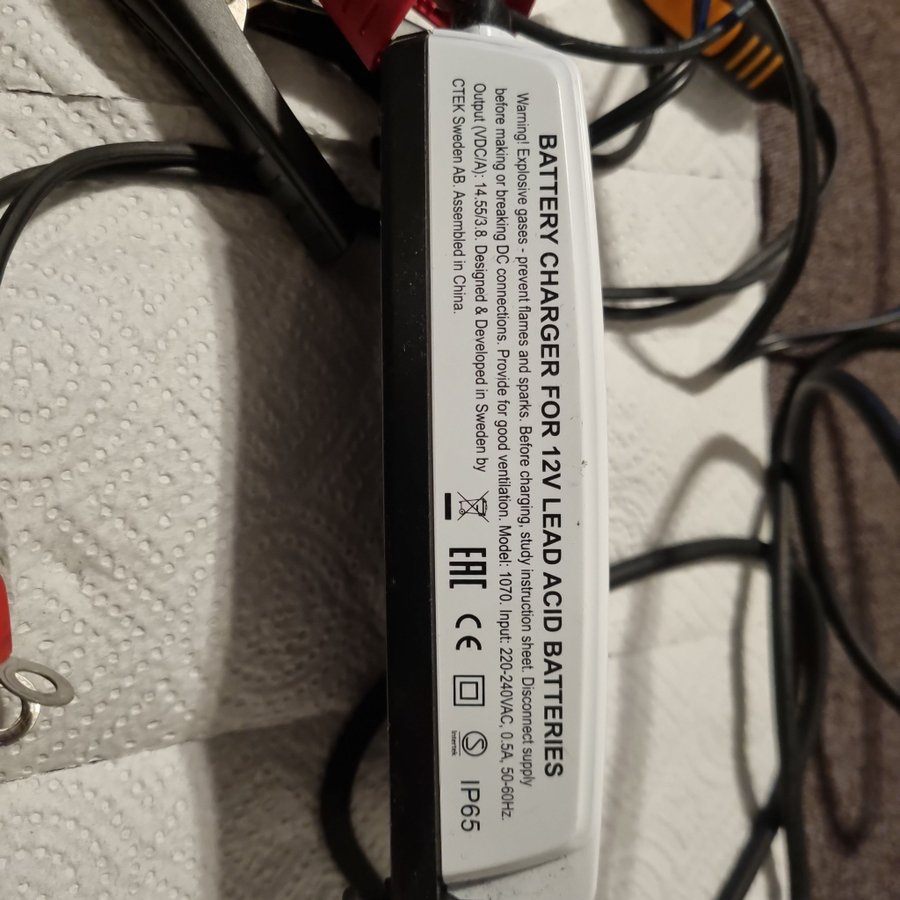 BATTERY CHARGER FOR 12V LEAD ACID BATTERIES
Warning! Explosive gases - prevent flames and sparks. Before charging, study instruction sheet. Disconnect supply
before making or breaking DC connections. Provide for good ventilation. Model: 1070. Input: 220-240VAC, 0.5A, 50-60Hz.
Output (VDC/A): 14.55/3.8. Designed & Developed in Sweden by
CTEK Sweden AB. Assembled in China.
EAC CE S Intertek IP65